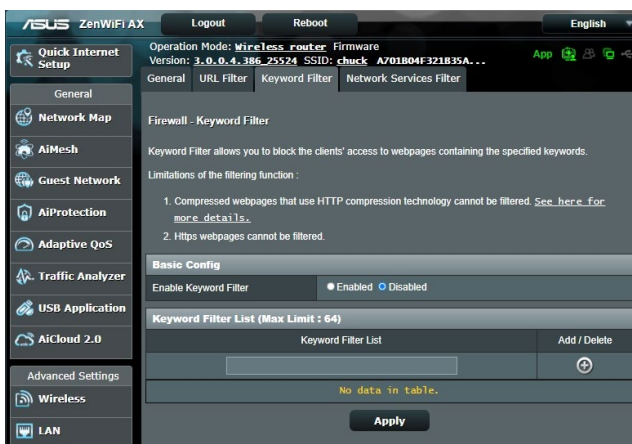 ASUS ZenWiFi AX
Logout
Reboot
English
Quick Internet
Setup
General
Network Map
AiMesh
Guest Network
AiProtection
Adaptive QoS
Traffic Analyzer
USB Application
AiCloud 2.0
Advanced Settings
Wireless
LAN
Operation Mode: Wireless router Firmware
Version: 3.0.0.4.386_25524 SSID: chuck A701B04F321B35A...
App
General URL Filter Keyword Filter Network Services Filter
Firewall - Keyword Filter
Keyword Filter allows you to block the clients' access to webpages containing the specified keywords.
Limitations of the filtering function :
1. Compressed webpages that use HTTP compression technology cannot be filtered. See here for
more details.
2. Https webpages cannot be filtered.
Basic Config
Enable Keyword Filter Enabled Disabled
Keyword Filter List (Max Limit : 64)
Keyword Filter List Add / Delete
No data in table.
Apply